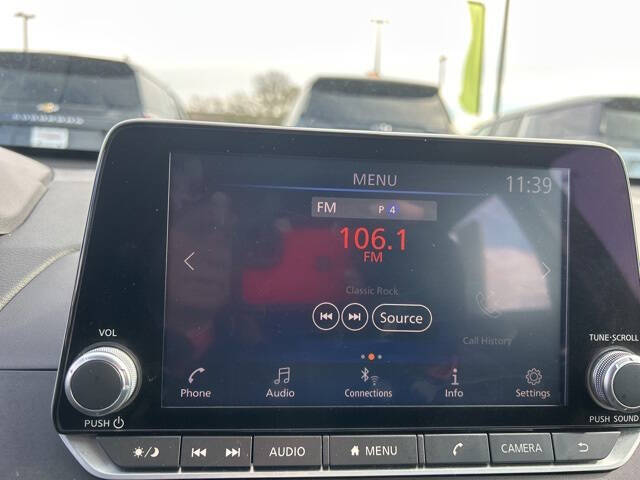 MENU
11:39
FM P 4
106.1
FM
Classic Rock
Source
Call History
Phone Audio Connections Info Settings
VOL
PUSH
TUNE·SCROLL
PUSH SOUND
AUDIO MENU CAMERA